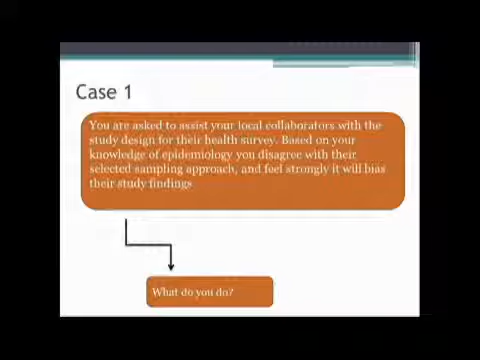 Case 1
You are asked to assist your local collaborators with the
study design for their health survey. Based on your
knowledge of epidemiology you disagree with their
selected sampling approach, and feel strongly it will bias
their study findings
What do you do?